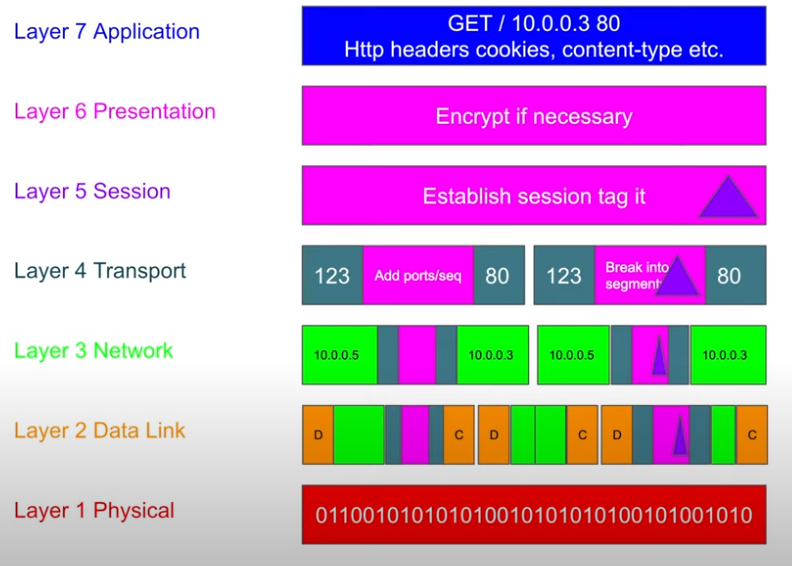 Layer 7 Application
GET / 10.0.0.3 80
Http headers cookies, content-type etc.
Layer 6 Presentation
Encrypt if necessary
Layer 5 Session
Establish session tag it
Layer 4 Transport
123 Add ports/seq 80 123 Break into 80
segment
Layer 3 Network
10.0.0.5 10.0.0.3 10.0.0.5 10.0.0.3
Layer 2 Data Link
D C D C D C
Layer 1 Physical
0110010101010100101010101001010010‌10